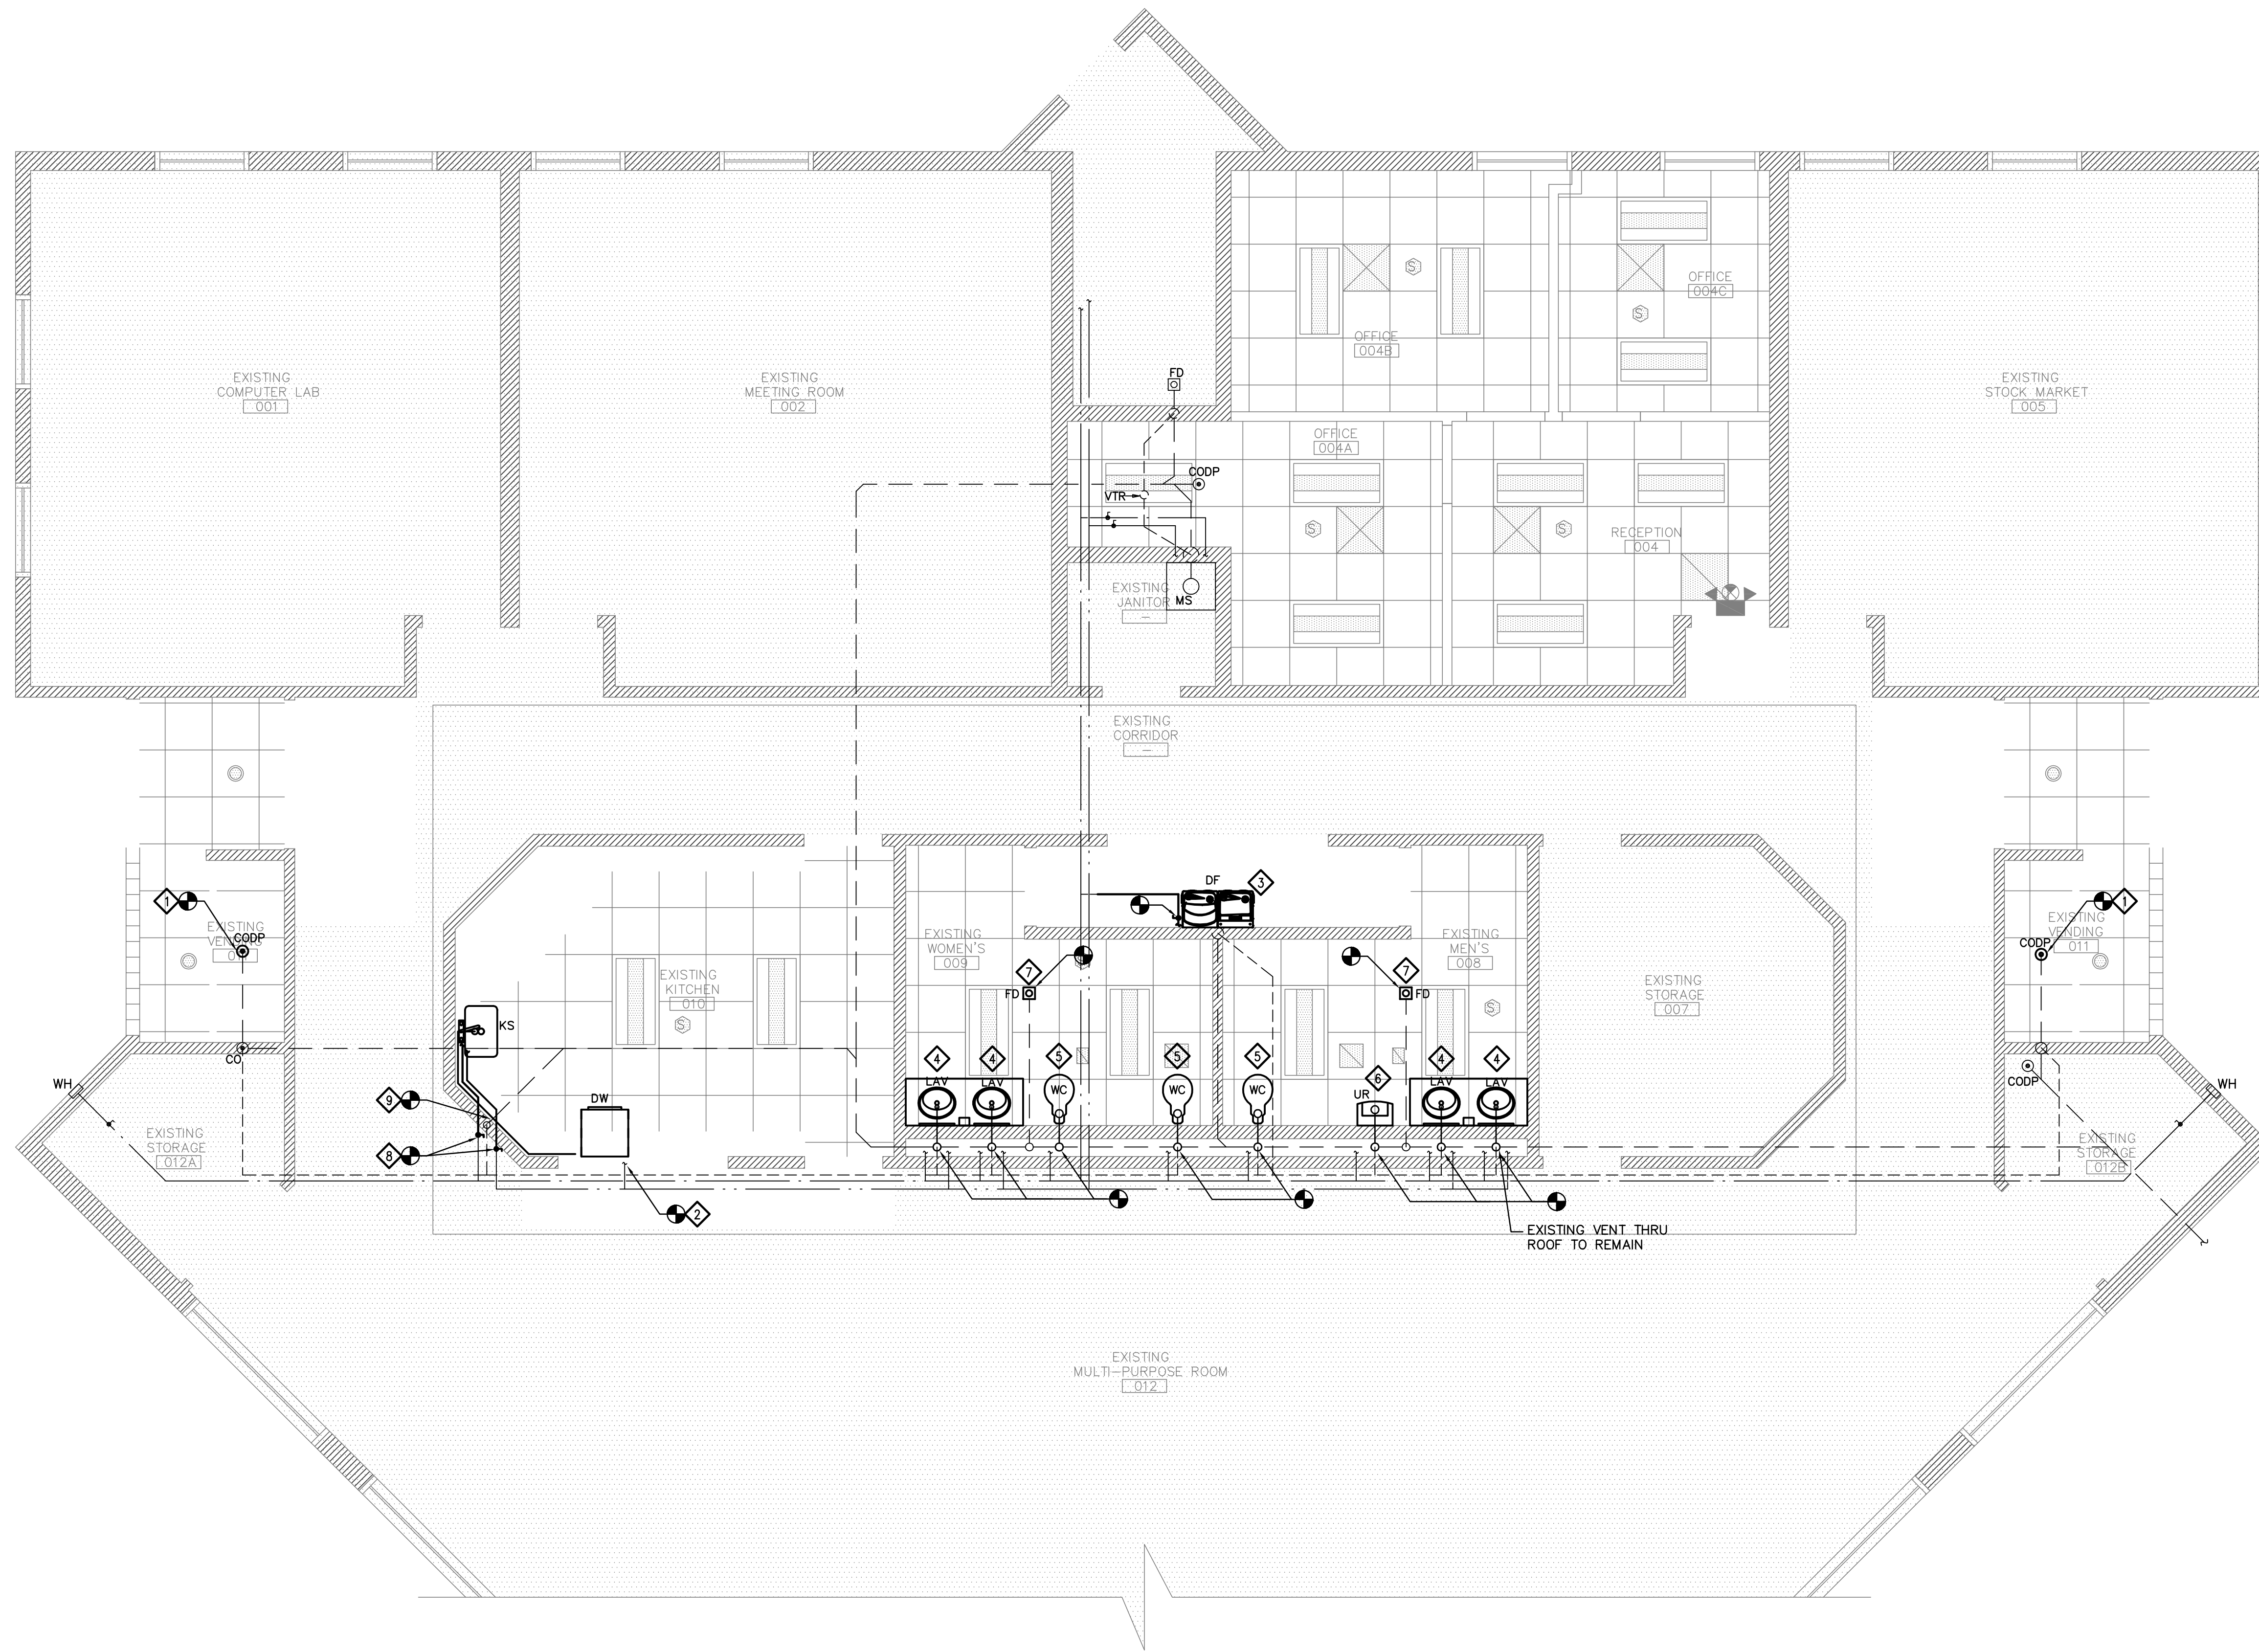 EXISTING
COMPUTER LAB
001
EXISTING
MEETING ROOM
002
FD
OFFICE
004B
OFFICE
004C
EXISTING
STOCK MARKET
005
OFFICE
004A
CODP
VTR
RECEPTION
004
EXISTING
JANITOR
–
MS
EXISTING
CORRIDOR
–
1
EXISTING
VENDING
CODP
CO
WH
EXISTING
STORAGE
012A
EXISTING
KITCHEN
010
S
KS
DW
9
8
2
EXISTING
WOMEN'S
009
7
FD
DF
3
7
FD
EXISTING
MEN'S
008
S
4
LAV
4
LAV
5
WC
5
WC
5
WC
6
UR
4
LAV
4
LAV
EXISTING
STORAGE
007
1
EXISTING
VENDING
011
CODP
CODP
WH
EXISTING
STORAGE
012B
EXISTING VENT THRU
ROOF TO REMAIN
EXISTING
MULTI-PURPOSE ROOM
012
S
S
S
S